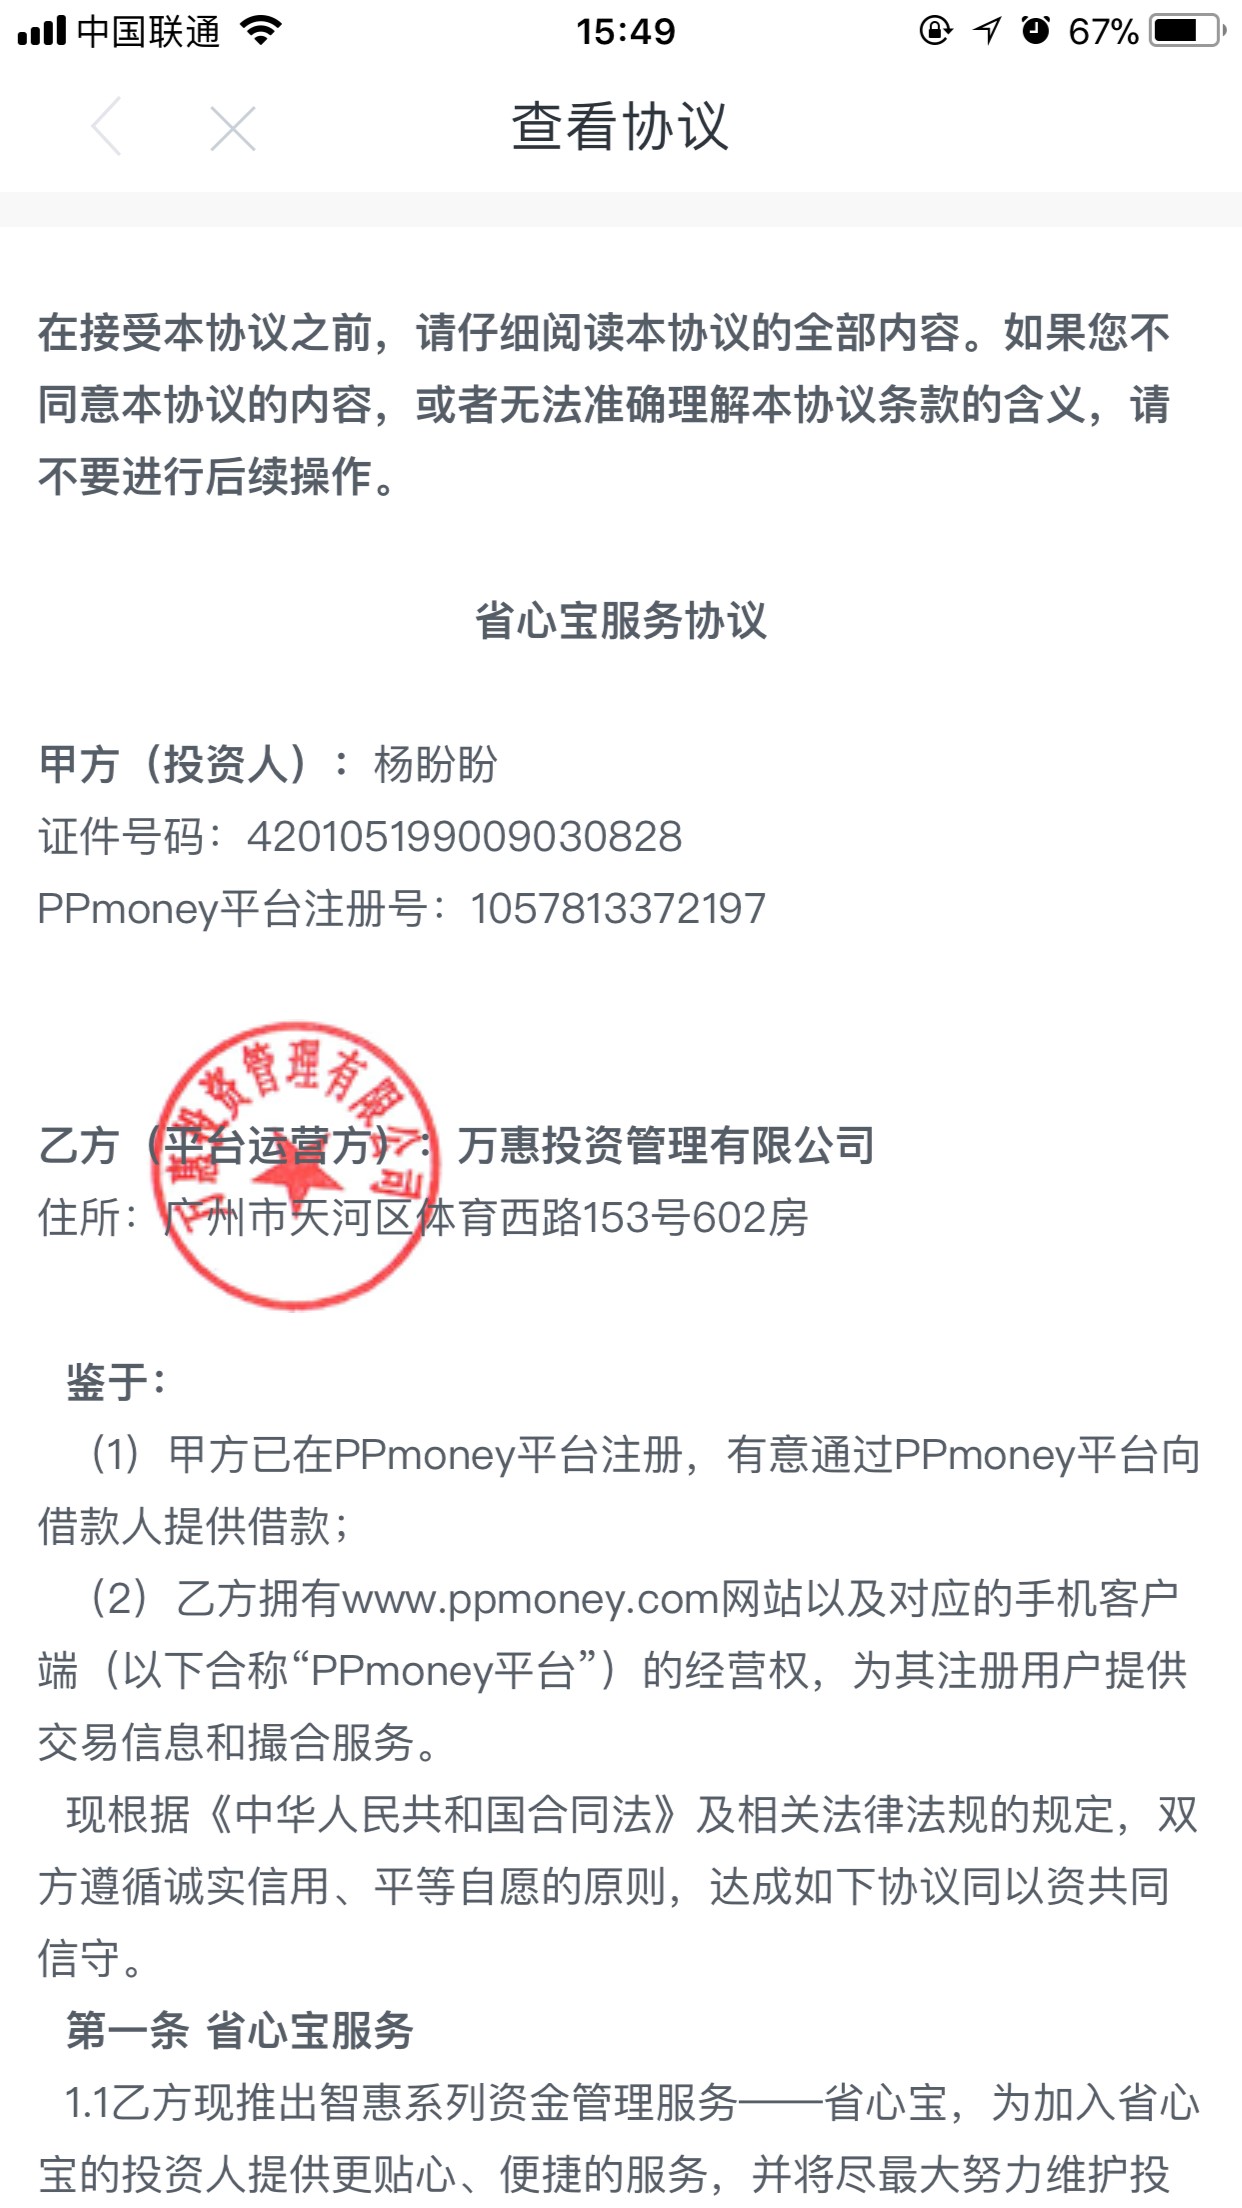 中国联通 15:49 67%
查看协议
在接受本协议之前，请仔细阅读本协议的全部内容。如果您不
同意本协议的内容，或者无法准确理解本协议条款的含义，请
不要进行后续操作。
省心宝服务协议
甲方（投资人）：杨盼盼
证件号码：420105199009030828
PPmoney平台注册号：1057813372197
万惠投资管理有限公司
乙方（平台运营方）：万惠投资管理有限公司
住所：广州市天河区体育西路153号602房
鉴于：
（1）甲方已在PPmoney平台注册，有意通过PPmoney平台向
借款人提供借款；
（2）乙方拥有www.ppmoney.com网站以及对应的手机客户
端（以下合称“PPmoney平台”）的经营权，为其注册用户提供
交易信息和撮合服务。
现根据《中华人民共和国合同法》及相关法律法规的规定，双
方遵循诚实信用、平等自愿的原则，达成如下协议同以资共同
信守。
第一条 省心宝服务
1.1乙方现推出智惠系列资金管理服务——省心宝，为加入省心
宝的投资人提供更贴心、便捷的服务，并将尽最大努力维护投